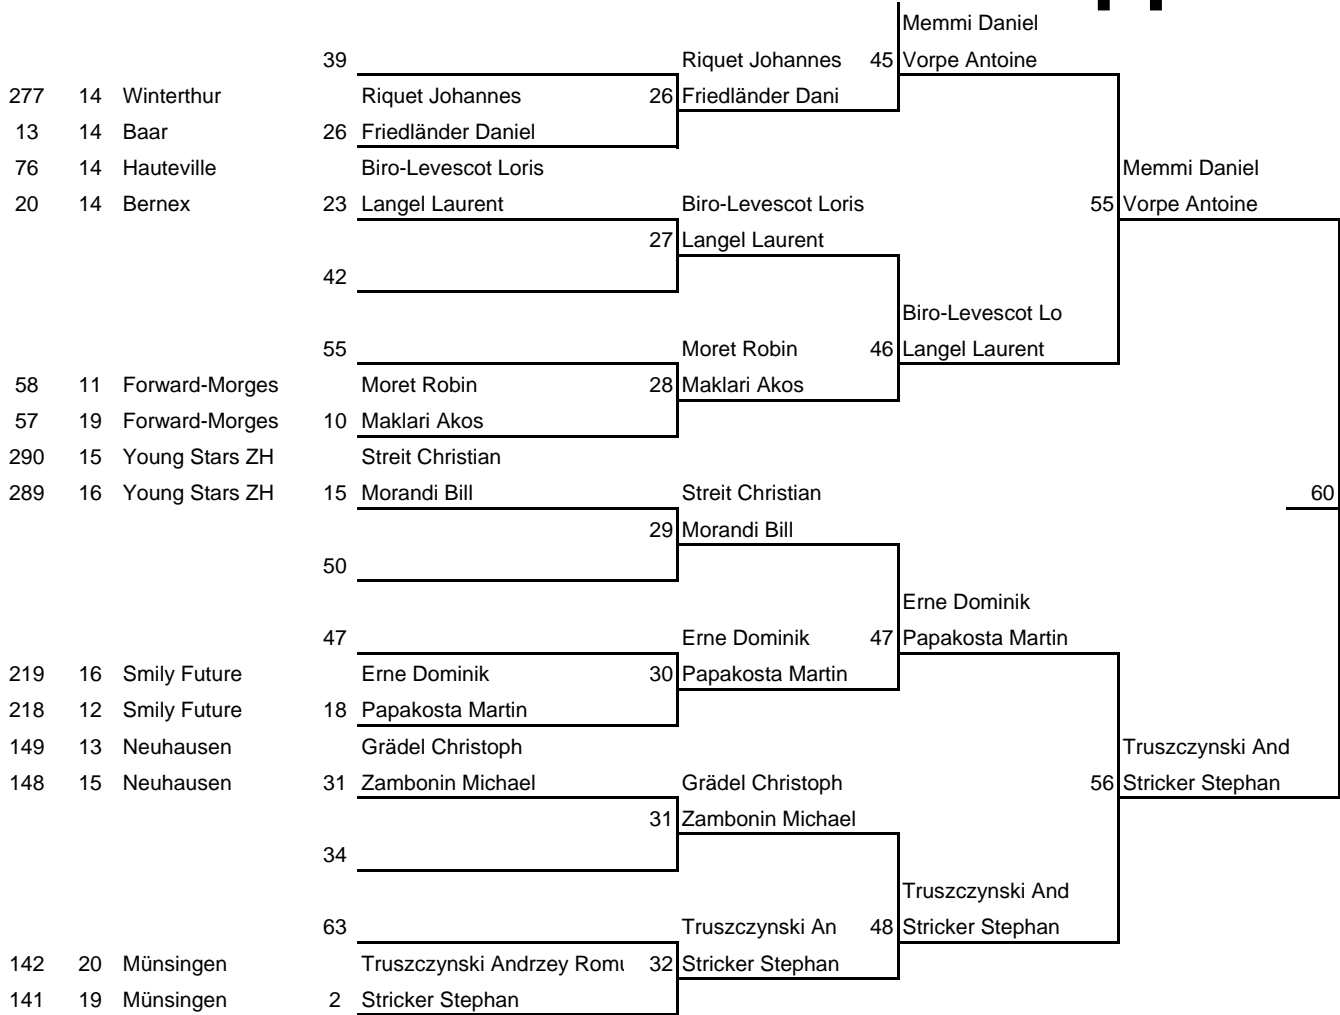 Memmi Daniel
39 Riquet Johannes 45 Vorpe Antoine
277 14 Winterthur Riquet Johannes 26 Friedländer Dani
13 14 Baar 26 Friedländer Daniel
76 14 Hauteville Biro-Levescot Loris Memmi Daniel
20 14 Bernex 23 Langel Laurent Biro-Levescot Loris 55 Vorpe Antoine
27 Langel Laurent
42
Biro-Levescot Lo
55 Moret Robin 46 Langel Laurent
58 11 Forward-Morges Moret Robin 28 Maklari Akos
57 19 Forward-Morges 10 Maklari Akos
290 15 Young Stars ZH Streit Christian
289 16 Young Stars ZH 15 Morandi Bill Streit Christian 60
29 Morandi Bill
50
Erne Dominik
47 Erne Dominik 47 Papakosta Martin
219 16 Smily Future Erne Dominik 30 Papakosta Martin
218 12 Smily Future 18 Papakosta Martin
149 13 Neuhausen Grädel Christoph Truszczynski And
148 15 Neuhausen 31 Zambonin Michael Grädel Christoph 56 Stricker Stephan
31 Zambonin Michael
34
Truszczynski And
63 Truszczynski An 48 Stricker Stephan
142 20 Münsingen Truszczynski Andrzey 32 Stricker Stephan
141 19 Münsingen 2 Stricker Stephan